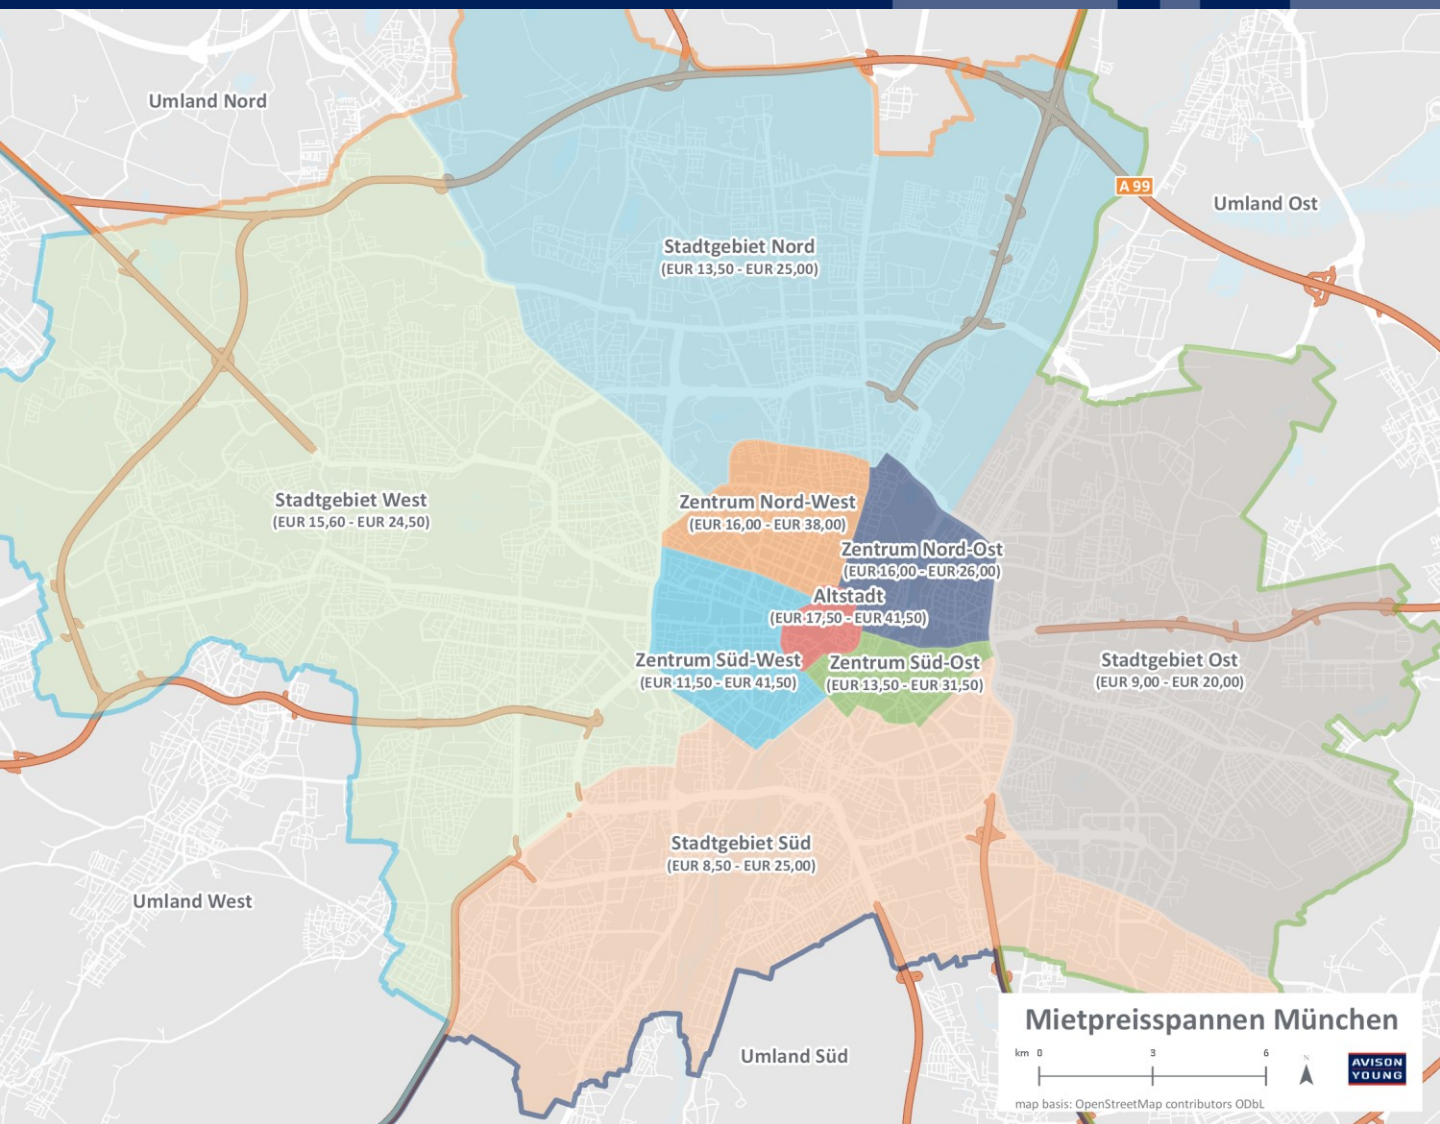 Umland Nord
A 99
Umland Ost
Stadtgebiet Nord
(EUR 13,50 - EUR 25,00)
Stadtgebiet West
(EUR 15,60 - EUR 24,50)
Zentrum Nord-West
(EUR 16,00 - EUR 38,00)
Zentrum Nord-Ost
(EUR 16,00 - EUR 26,00)
Altstadt
(EUR 17,50 - EUR 41,50)
Zentrum Süd-West
(EUR 11,50 - EUR 41,50)
Zentrum Süd-Ost
(EUR 13,50 - EUR 31,50)
Stadtgebiet Ost
(EUR 9,00 - EUR 20,00)
Stadtgebiet Süd
(EUR 8,50 - EUR 25,00)
Umland West
Umland Süd
Mietpreisspannen München
km 0 3 6 N
AVISON
YOUNG
map basis: OpenStreetMap contributors ODbL